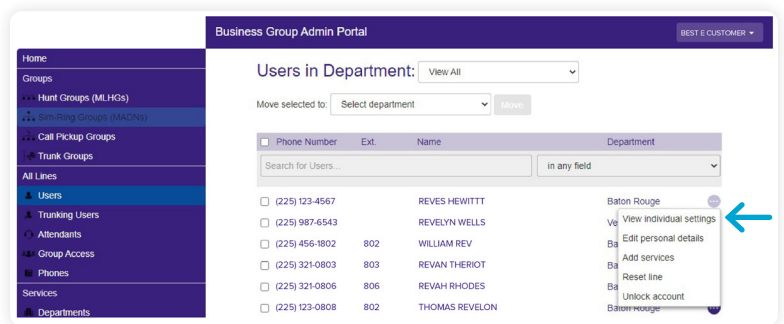 Business Group Admin Portal
BEST E CUSTOMER
Home
Groups
Hunt Groups (MLHGs)
Sim-Ring Groups (MADNs)
Call Pickup Groups
Trunk Groups
All Lines
Users
Trunking Users
Attendants
Group Access
Phones
Services
Departments
Users in Department: View All
Move selected to: Select department Move
Phone Number Ext. Name Department
Search for Users... in any field
(225) 123-4567 REVES HEWITTT Baton Rouge
(225) 987-6543 REVELYN WELLS Ve
(225) 456-1802 802 WILLIAM REV Ba
(225) 321-0803 803 REVAN THERIOT Ba
(225) 321-0806 806 REVAH RHODES Ba
(225) 123-0808 802 THOMAS REVELON Baton Rouge
View individual settings
Edit personal details
Add services
Reset line
Unlock account